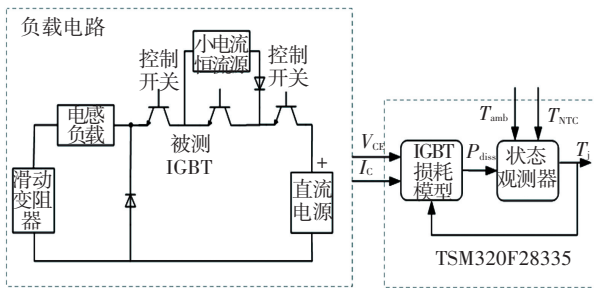 负载电路
控制
开关
小电流
恒流源
控制
开关
电感
负载
被测
IGBT
滑动
变阻
器
+
直流
电源
V_CE
I_C
T_amb
T_NTC
IGBT
损耗
模型
P_diss
状态
观测器
T_j
TSM320F28335